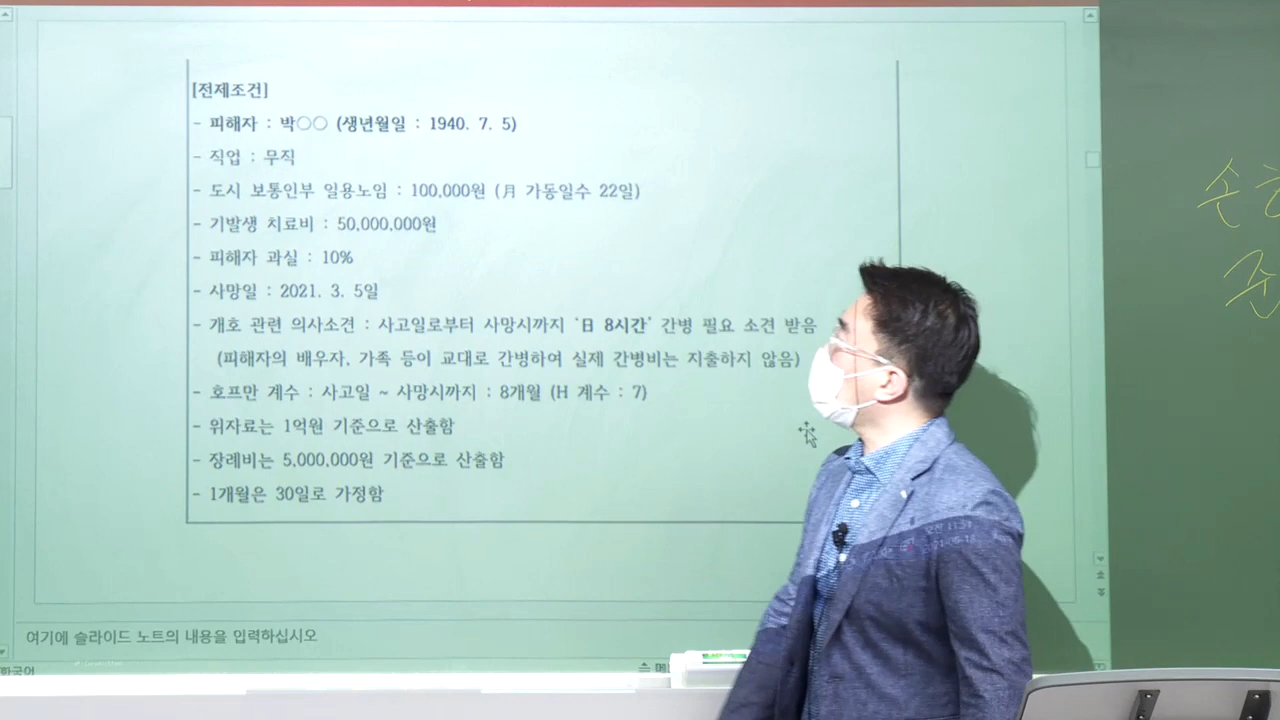 [전제조건]
- 피해자 : 박○○ (생년월일 : 1940. 7. 5)
- 직업 : 무직
- 도시 보통인부 일용노임 : 100,000원 (月 가동일수 22일)
- 기발생 치료비 : 50,000,000원
- 피해자 과실 : 10%
- 사망일 : 2021. 3. 5일
- 개호 관련 의사소견 : 사고일로부터 사망시까지 '日 8시간' 간병 필요 소견 받음
(피해자의 배우자, 가족 등이 교대로 간병하여 실제 간병비는 지출하지 않음)
- 호프만 계수 : 사고일 ~ 사망시까지 : 8개월 (H 계수 : 7)
- 위자료는 1억원 기준으로 산출함
- 장례비는 5,000,000원 기준으로 산출함
- 1개월은 30일로 가정함
여기에 슬라이드 노트의 내용을 입력하십시오
한국어
손
준